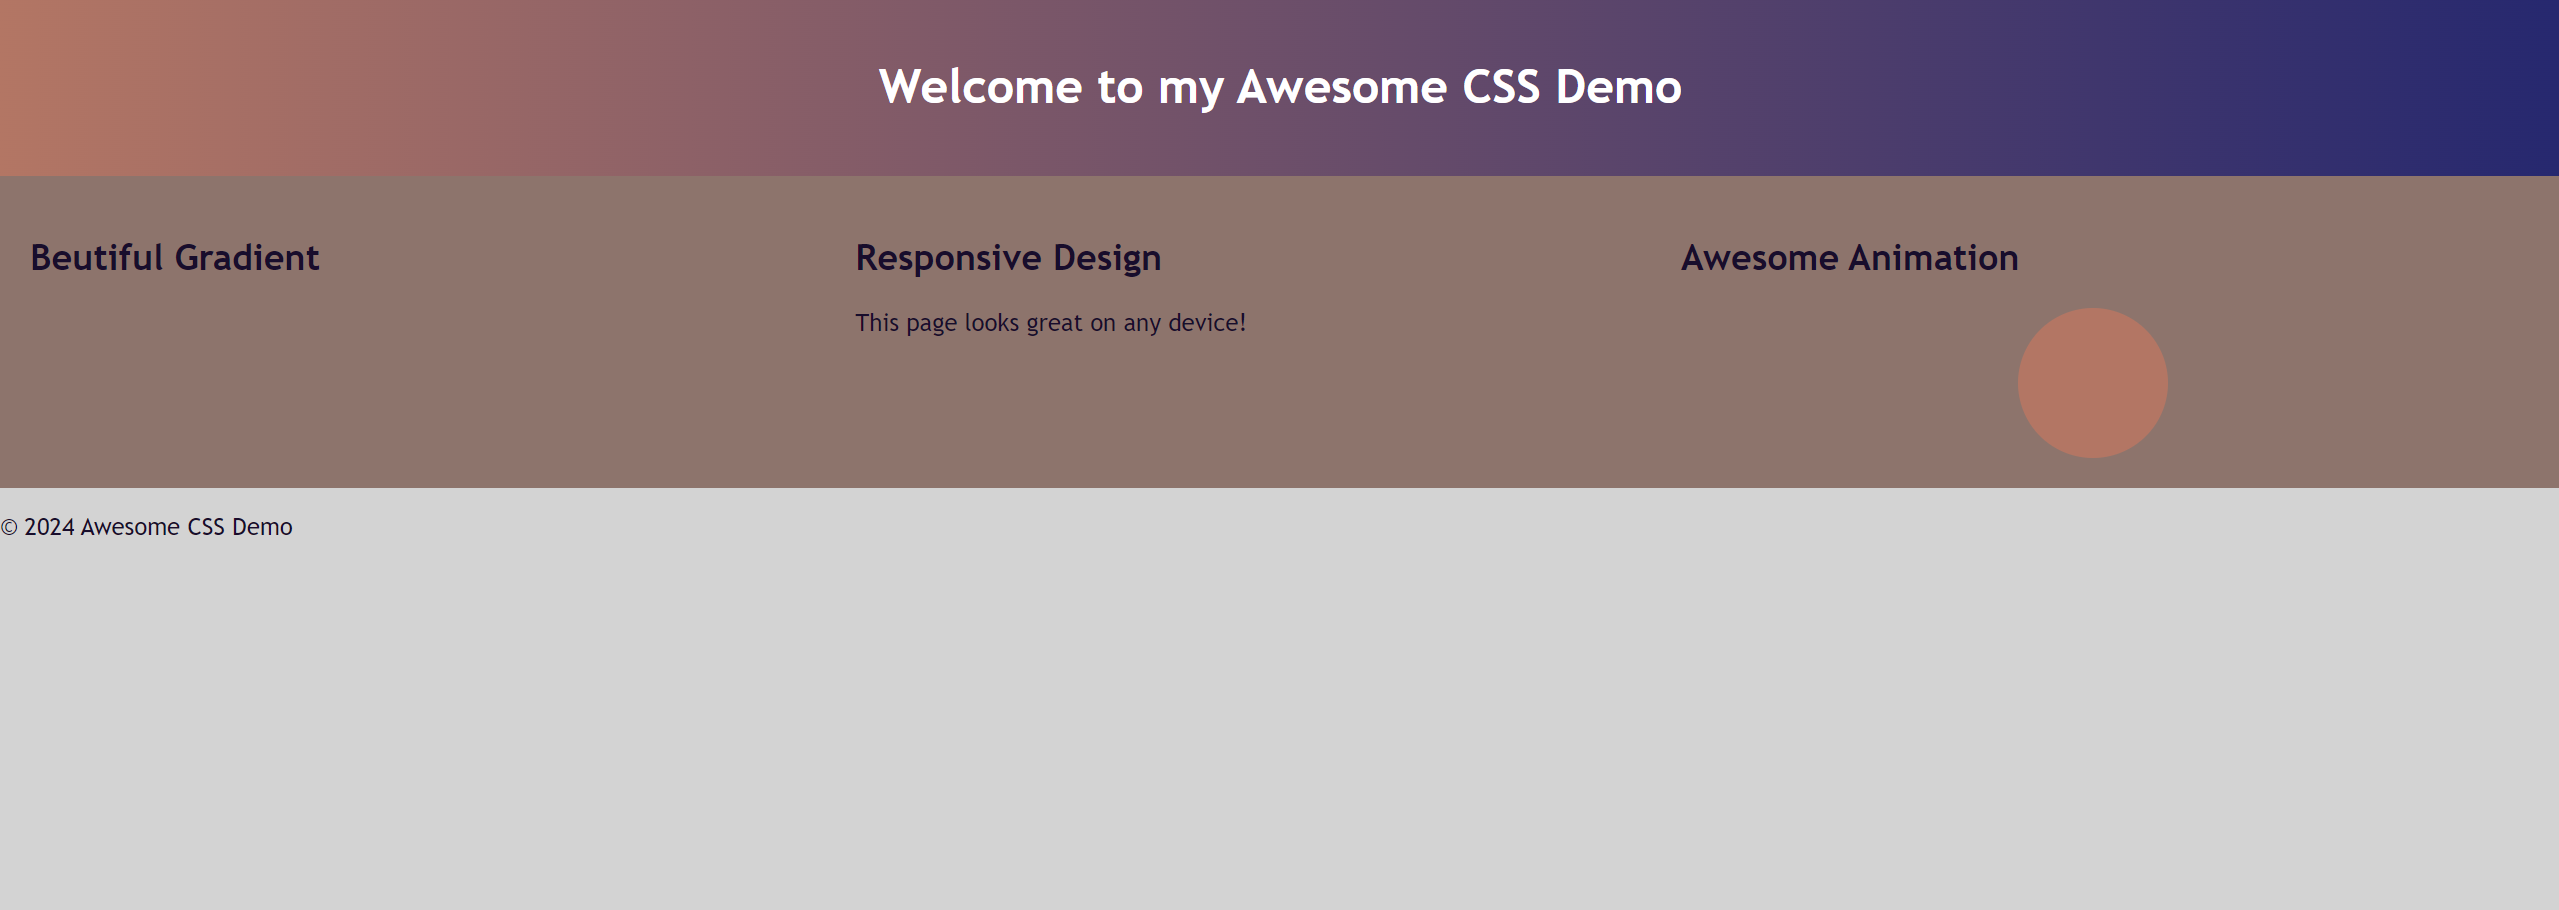 Welcome to my Awesome CSS Demo
Beutiful Gradient
Responsive Design
This page looks great on any device!
Awesome Animation
© 2024 Awesome CSS Demo